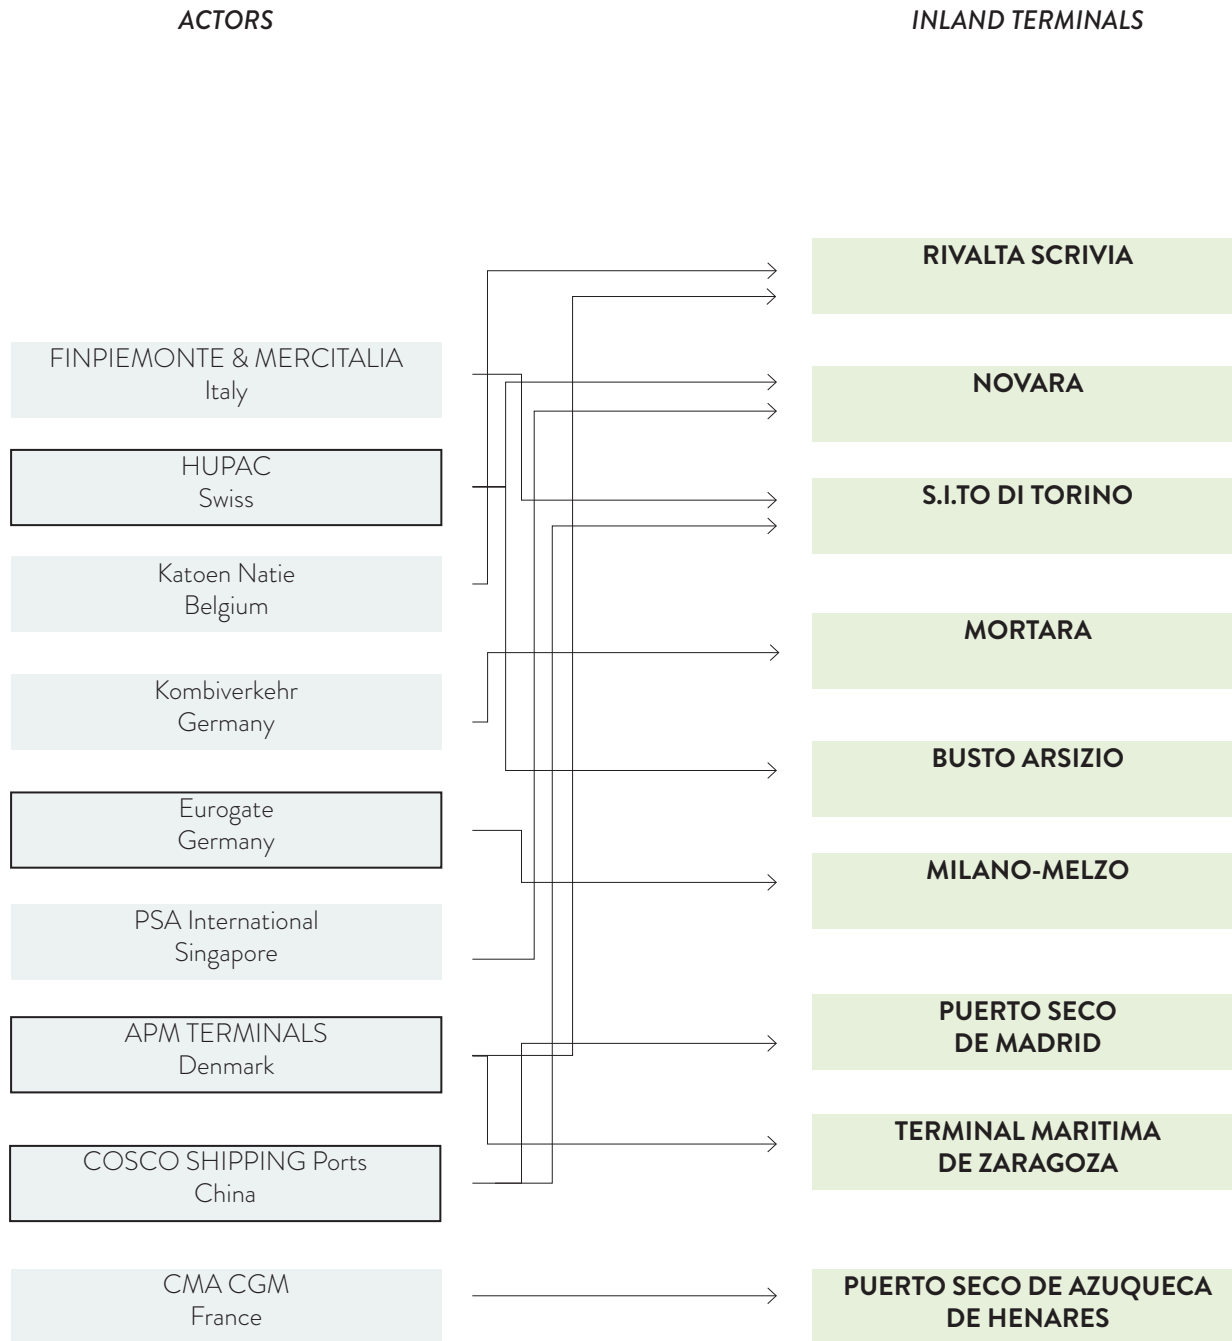 ACTORS
INLAND TERMINALS
RIVALTA SCRIVIA
FINPIEMONTE & MERCITALIA
Italy
NOVARA
HUPAC
Swiss
S.I.TO DI TORINO
Katoen Natie
Belgium
MORTARA
Kombiverkehr
Germany
BUSTO ARSIZIO
Eurogate
Germany
MILANO-MELZO
PSA International
Singapore
PUERTO SECO
DE MADRID
APM TERMINALS
Denmark
TERMINAL MARITIMA
DE ZARAGOZA
COSCO SHIPPING Ports
China
CMA CGM
France
PUERTO SECO DE AZUQUECA
DE HENARES